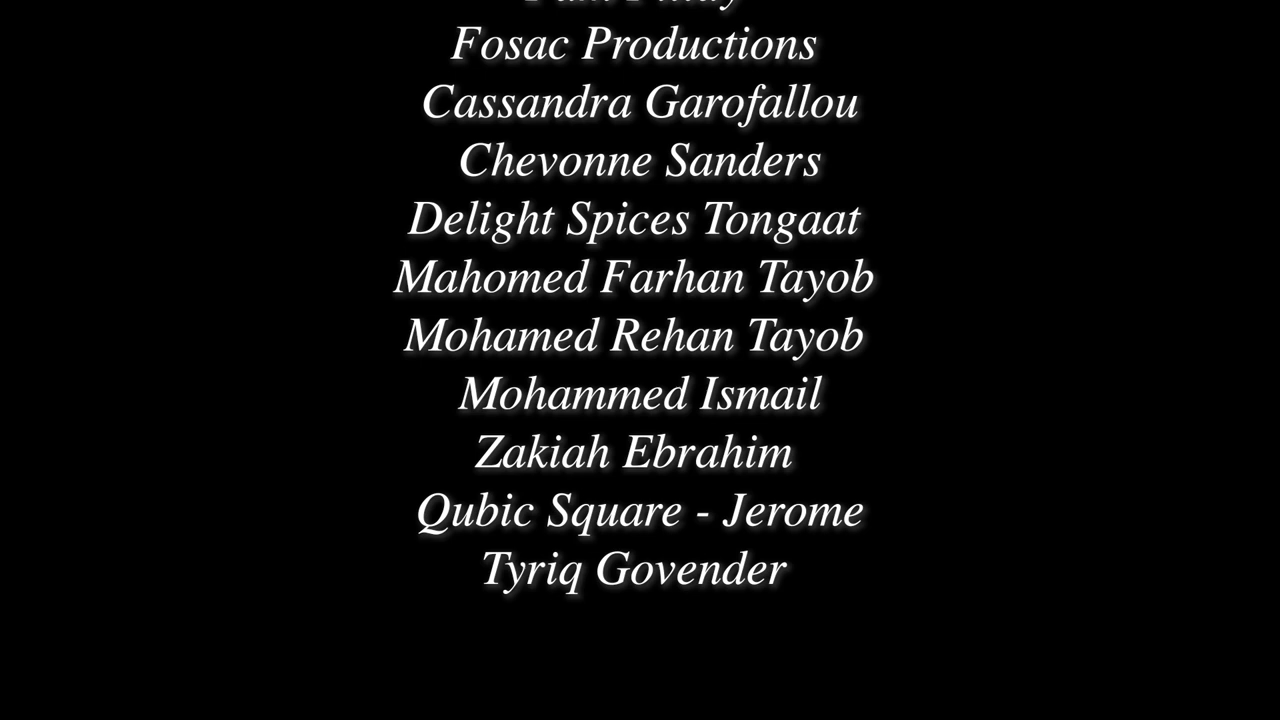 Fosac Productions
Cassandra Garofallou
Chevonne Sanders
Delight Spices Tongaat
Mahomed Farhan Tayob
Mohamed Rehan Tayob
Mohammed Ismail
Zakiah Ebrahim
Qubic Square - Jerome
Tyriq Govender